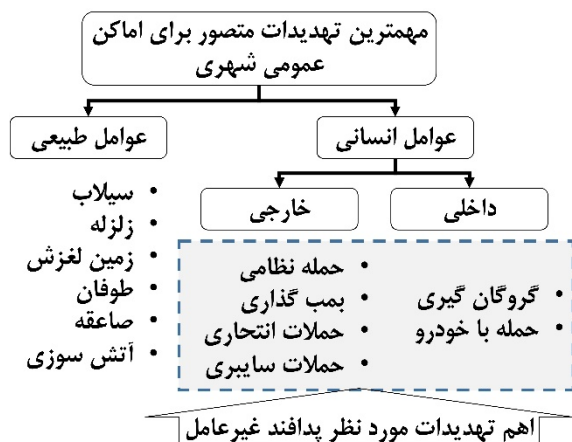 مهمترین تهدیدات متصور برای اماکن
عمومی شهری
عوامل انسانی
عوامل طبیعی
داخلی
خارجی
گروگان گیری
حمله با خودرو
حمله نظامی
بمب گذاری
حملات انتحاری
حملات سایبری
سیلاب
زلزله
زمین لغزش
طوفان
صاعقه
آتش سوزی
اهم تهدیدات مورد نظر پدافند غیرعامل